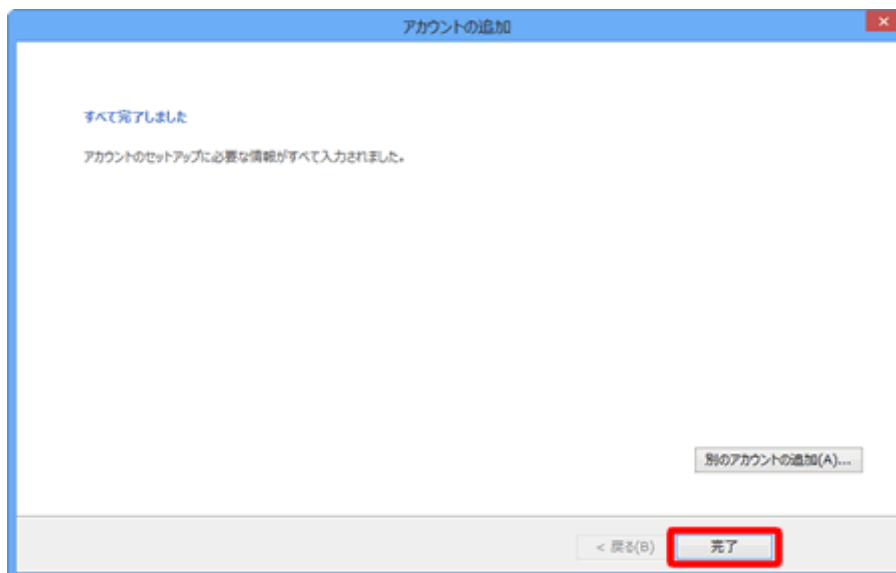 アカウントの追加
すべて完了しました
アカウントのセットアップに必要な情報がすべて入力されました。
別のアカウントの追加(A)...
< 戻る(B)
完了